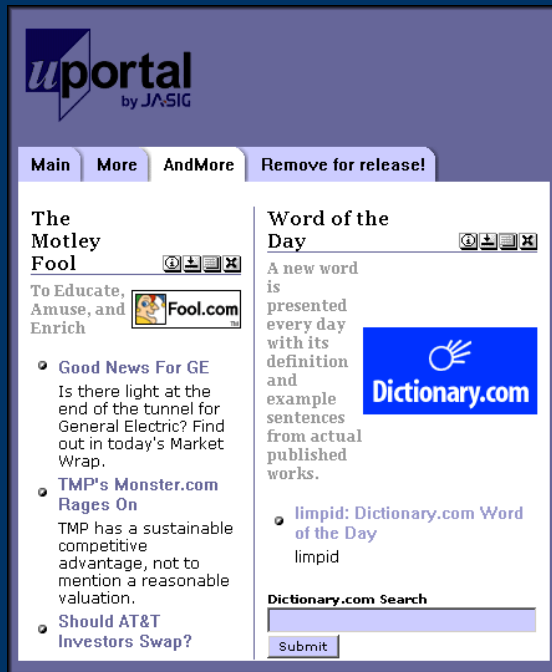 uportal
by JA-SIG
Main More AndMore Remove for release!
The
Motley
Fool
To Educate,
Amuse, and
Enrich
Fool.com
TM
Good News For GE
Is there light at the
end of the tunnel for
General Electric? Find
out in today's Market
Wrap.
TMP's Monster.com
Rages On
TMP has a sustainable
competitive
advantage, not to
mention a reasonable
valuation.
Should AT&T
Investors Swap?
Word of the
Day
A new word
is
presented
every day
with its
definition
and
example
sentences
from actual
published
works.
Dictionary.com
limpid: Dictionary.com Word
of the Day
limpid
Dictionary.com Search
Submit